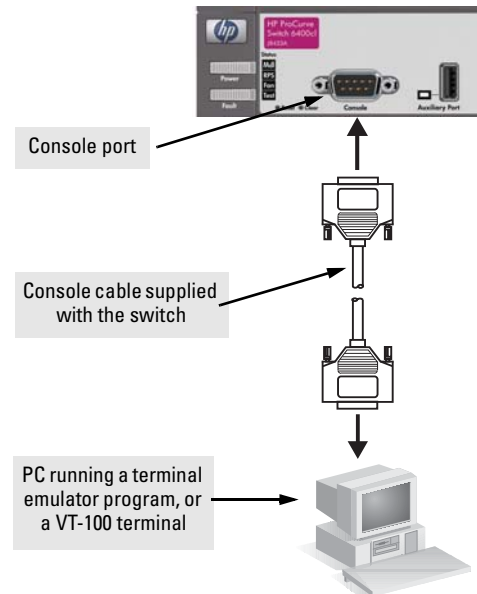 hp
HP ProCurve
Switch 6400cl
Status
Mdl
RPS
Fan
Test
Power
Fault
Console
Auxiliary Port
Clear
Console port
Console cable supplied
with the switch
PC running a terminal
emulator program, or
a VT-100 terminal